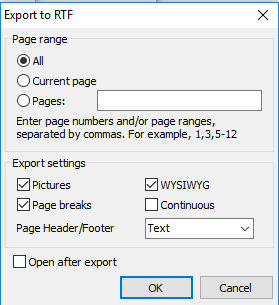 Export to RTF
Page range
All
Current page
Pages:
Enter page numbers and/or page ranges,
separated by commas. For example, 1,3,5-12
Export settings
Pictures WYSIWYG
Page breaks Continuous
Page Header/Footer Text
Open after export
OK Cancel